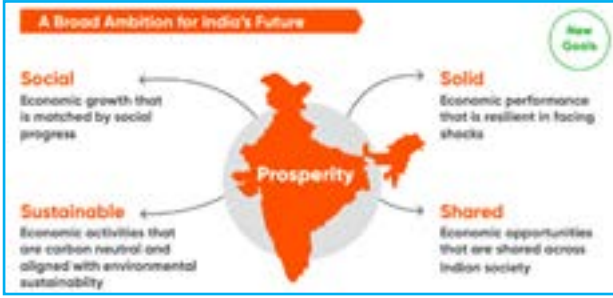 A Broad Ambition for India's Future
New
Goals
Social
Economic growth that
is matched by social
progress
Solid
Economic performance
that is resilient in facing
shocks
Prosperity
Sustainable
Economic activities that
are carbon neutral and
aligned with environmental
sustainability
Shared
Economic opportunities
that are shared across
Indian society